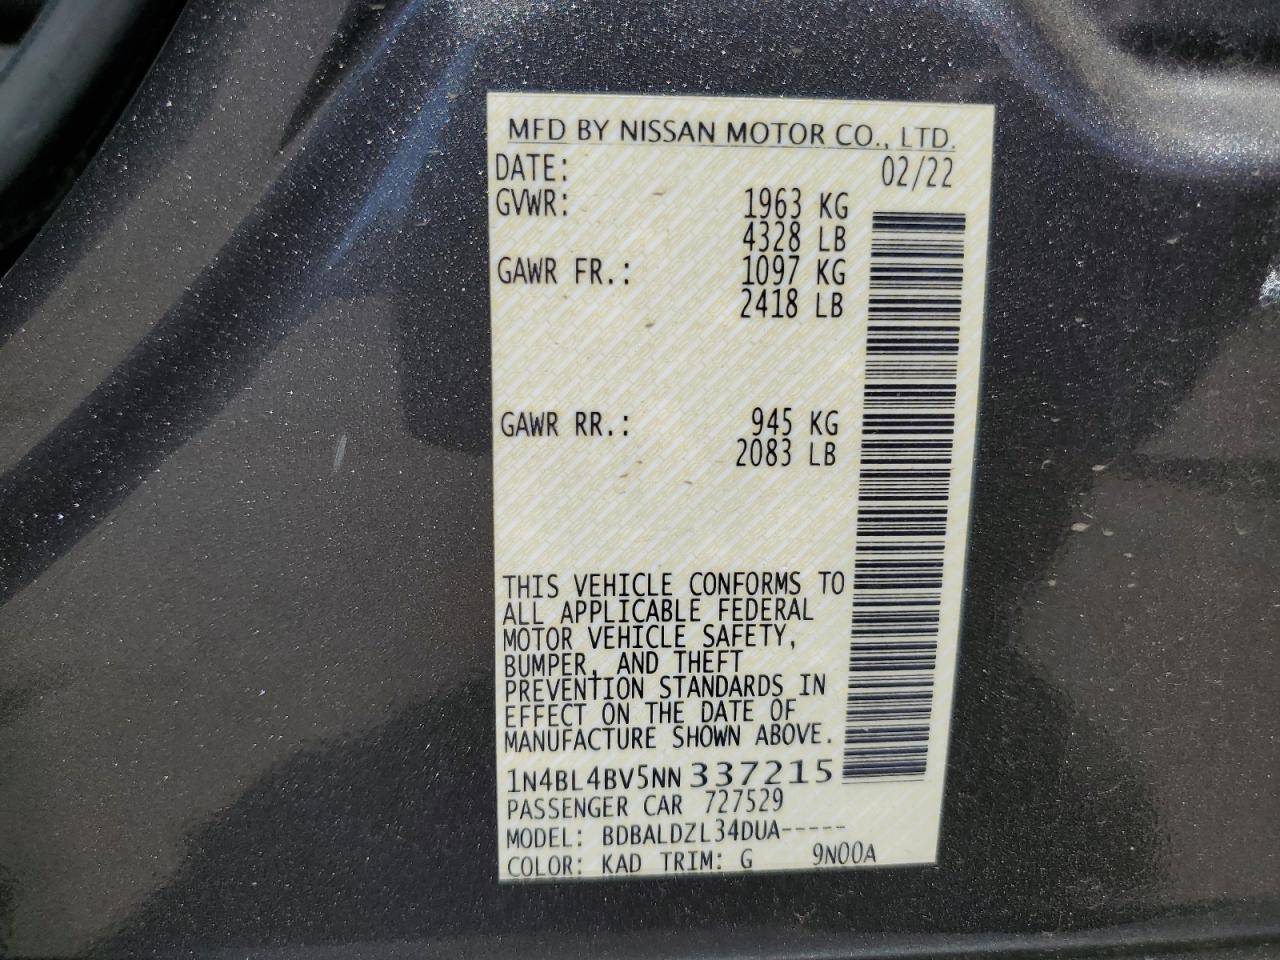 MFD BY NISSAN MOTOR CO., LTD.
DATE: 02/22
GVWR: 1963 KG
4328 LB
GAWR FR.: 1097 KG
2418 LB
GAWR RR.: 945 KG
2083 LB
THIS VEHICLE CONFORMS TO
ALL APPLICABLE FEDERAL
MOTOR VEHICLE SAFETY,
BUMPER, AND THEFT
PREVENTION STANDARDS IN
EFFECT ON THE DATE OF
MANUFACTURE SHOWN ABOVE.
1N4BL4BV5NN337215
PASSENGER CAR 727529
MODEL: BDBALDZL34DUA-----
COLOR: KAD TRIM: G 9N00A